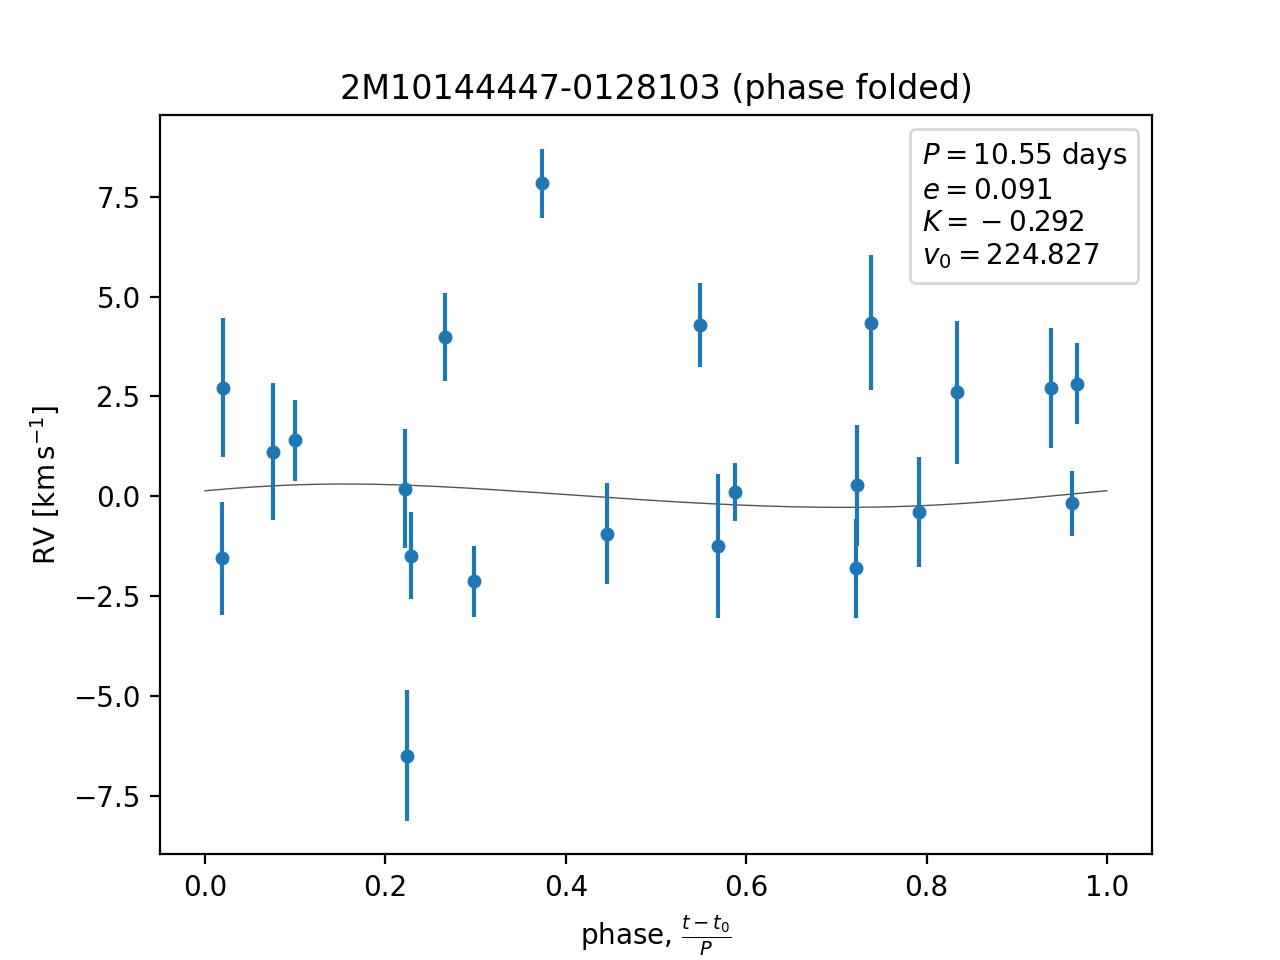 2M10144447-0128103 (phase folded)
P = 10.55 days
e = 0.091
K = −0.292
v₀ = 224.827
RV [km s⁻¹]
7.5
5.0
2.5
0.0
−2.5
−5.0
−7.5
0.0 0.2 0.4 0.6 0.8 1.0
phase, (t − t₀)/P